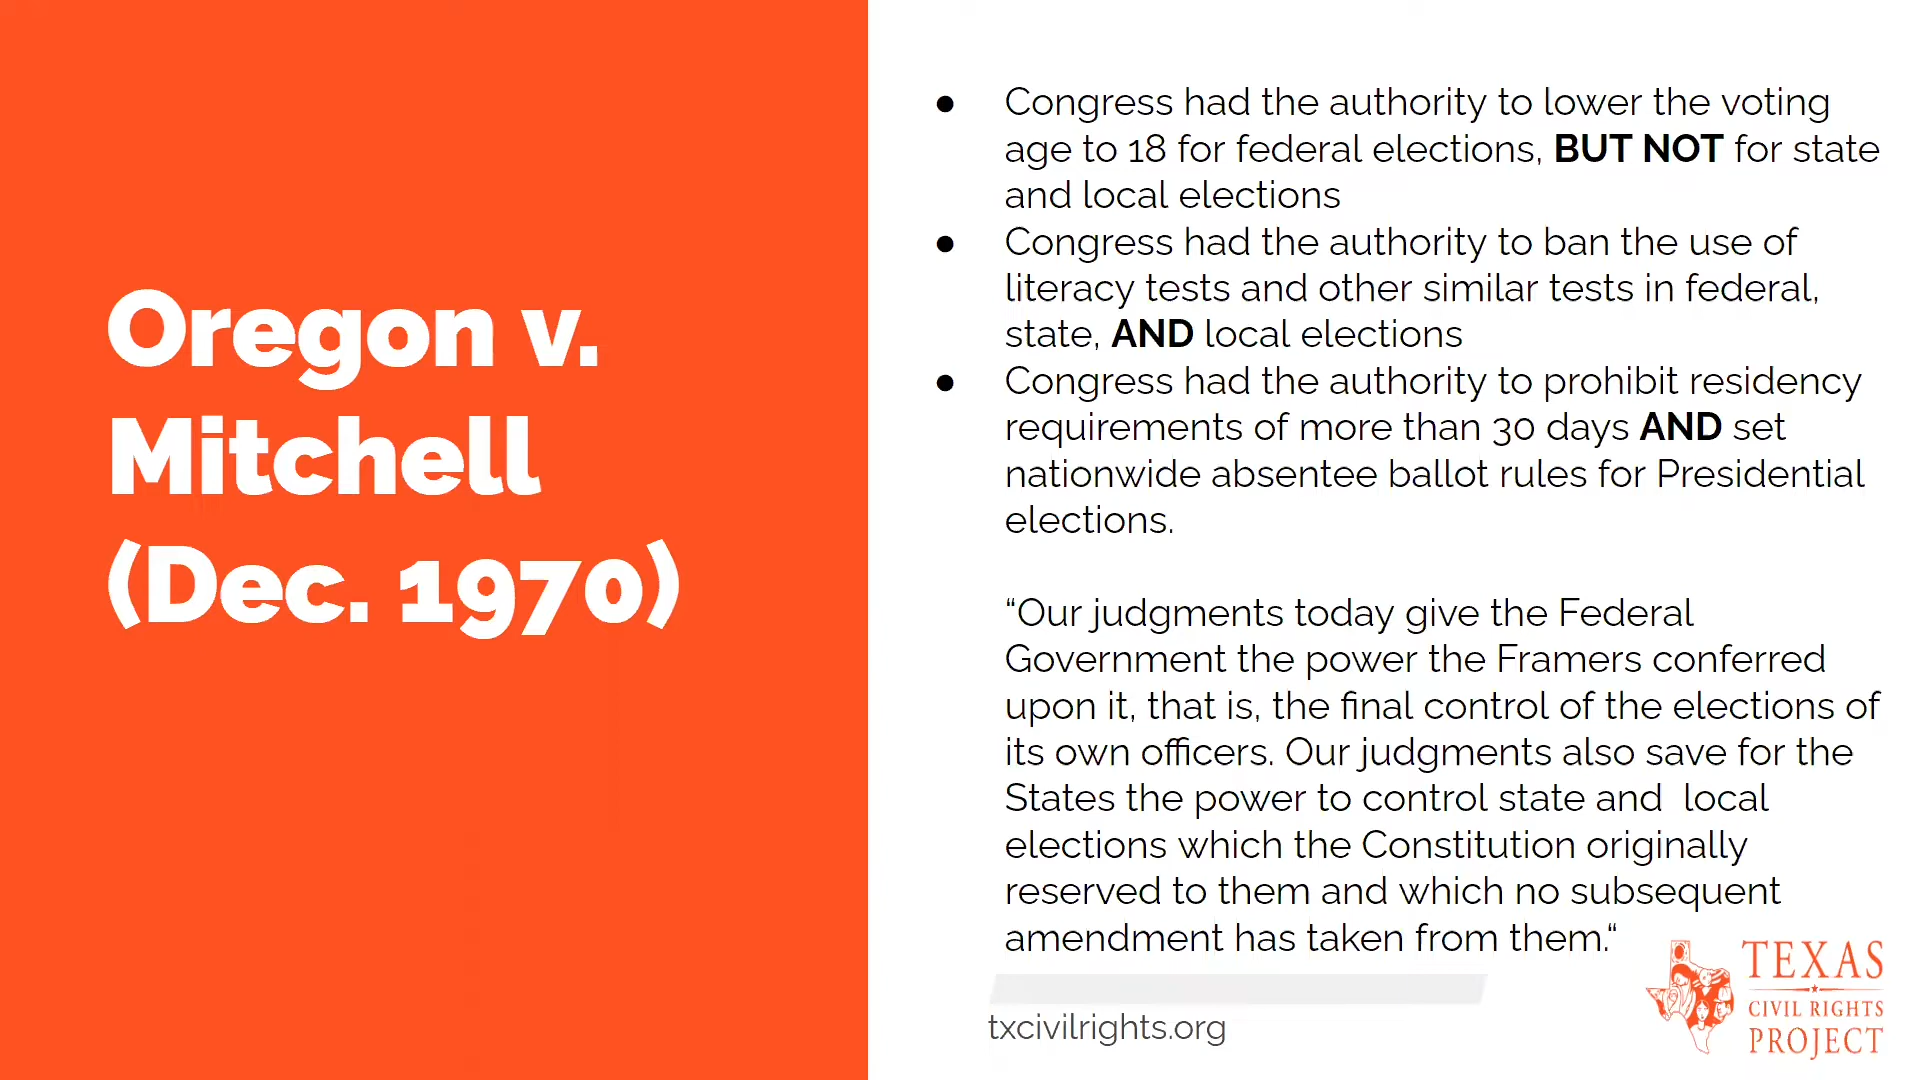 Oregon v.
Mitchell
(Dec. 1970)
● Congress had the authority to lower the voting
age to 18 for federal elections, BUT NOT for state
and local elections
● Congress had the authority to ban the use of
literacy tests and other similar tests in federal,
state, AND local elections
● Congress had the authority to prohibit residency
requirements of more than 30 days AND set
nationwide absentee ballot rules for Presidential
elections.
“Our judgments today give the Federal
Government the power the Framers conferred
upon it, that is, the final control of the elections of
its own officers. Our judgments also save for the
States the power to control state and  local
elections which the Constitution originally
reserved to them and which no subsequent
amendment has taken from them.“
txcivilrights.org
TEXAS
CIVIL RIGHTS
PROJECT